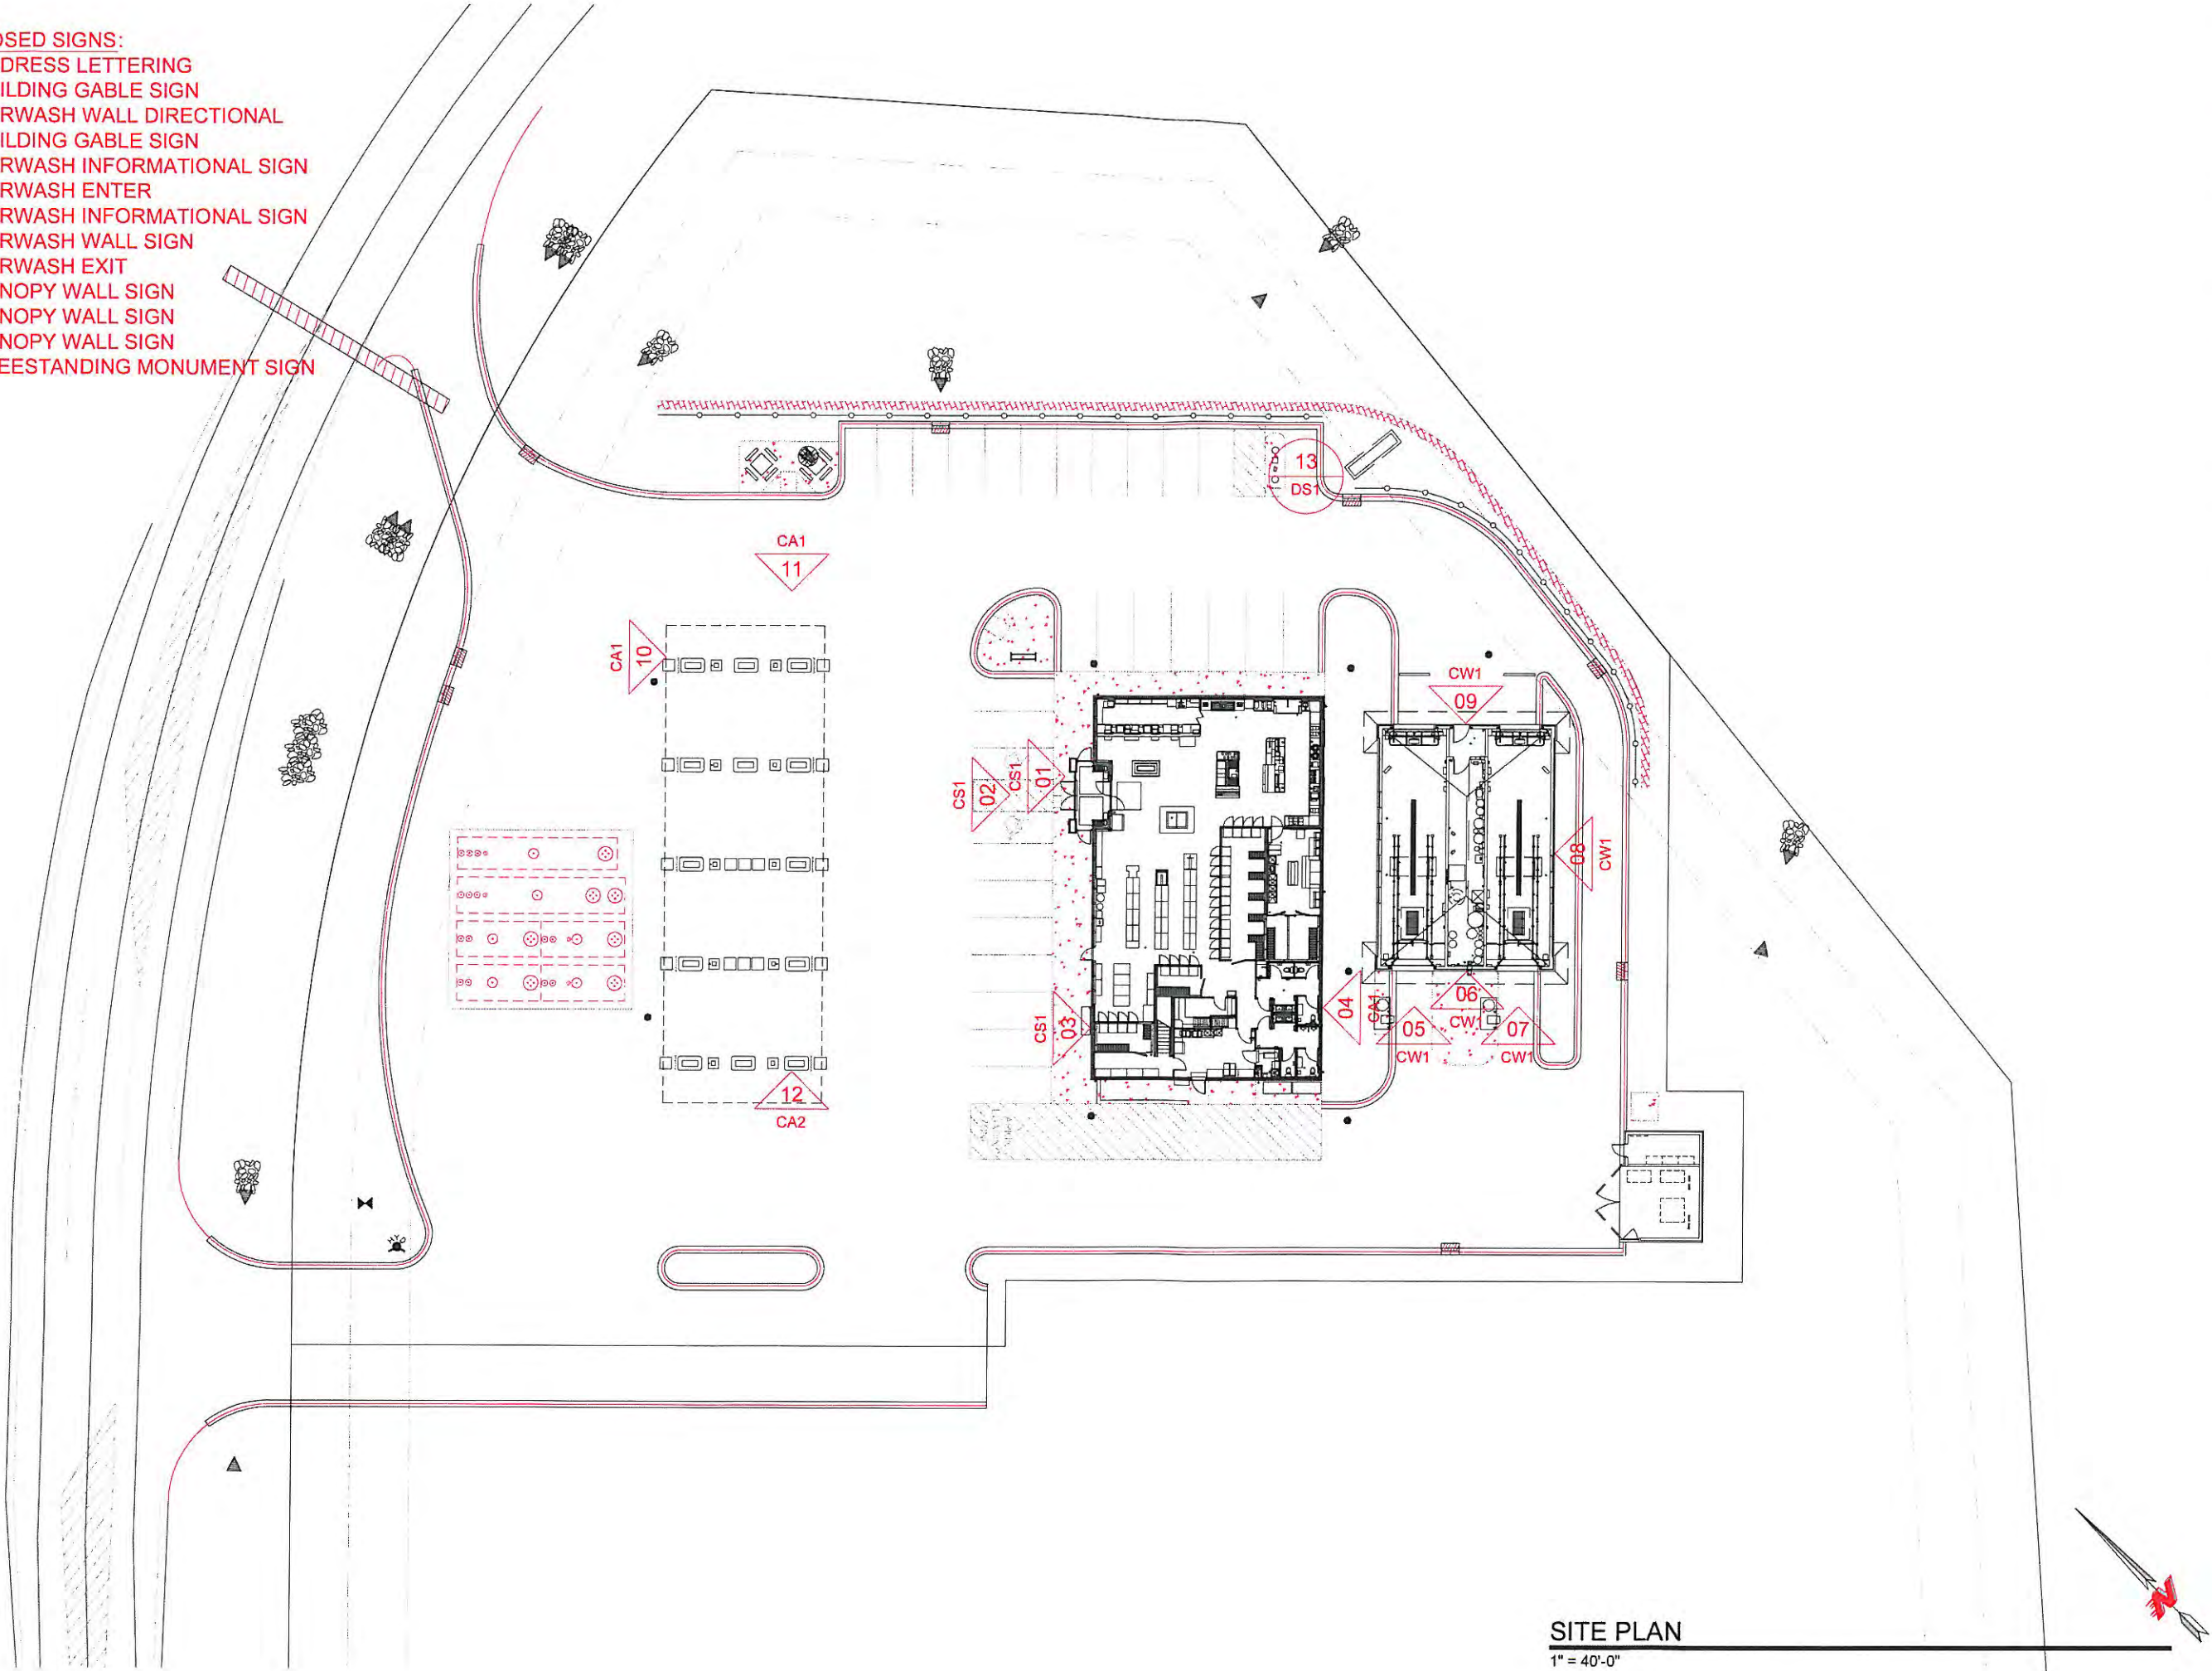 OSED SIGNS:
DRESS LETTERING
ILDING GABLE SIGN
RWASH WALL DIRECTIONAL
ILDING GABLE SIGN
RWASH INFORMATIONAL SIGN
RWASH ENTER
RWASH INFORMATIONAL SIGN
RWASH WALL SIGN
RWASH EXIT
NOPY WALL SIGN
NOPY WALL SIGN
NOPY WALL SIGN
EESTANDING MONUMENT SIGN
13
DS1
CA1
11
CA1
10
CW1
09
CS1
02
CS1
01
08
CW1
CS1
03
04
CA1
05
CW1
06
CW1
07
CW1
12
CA2
HYD
N
SITE PLAN
1" = 40'-0"